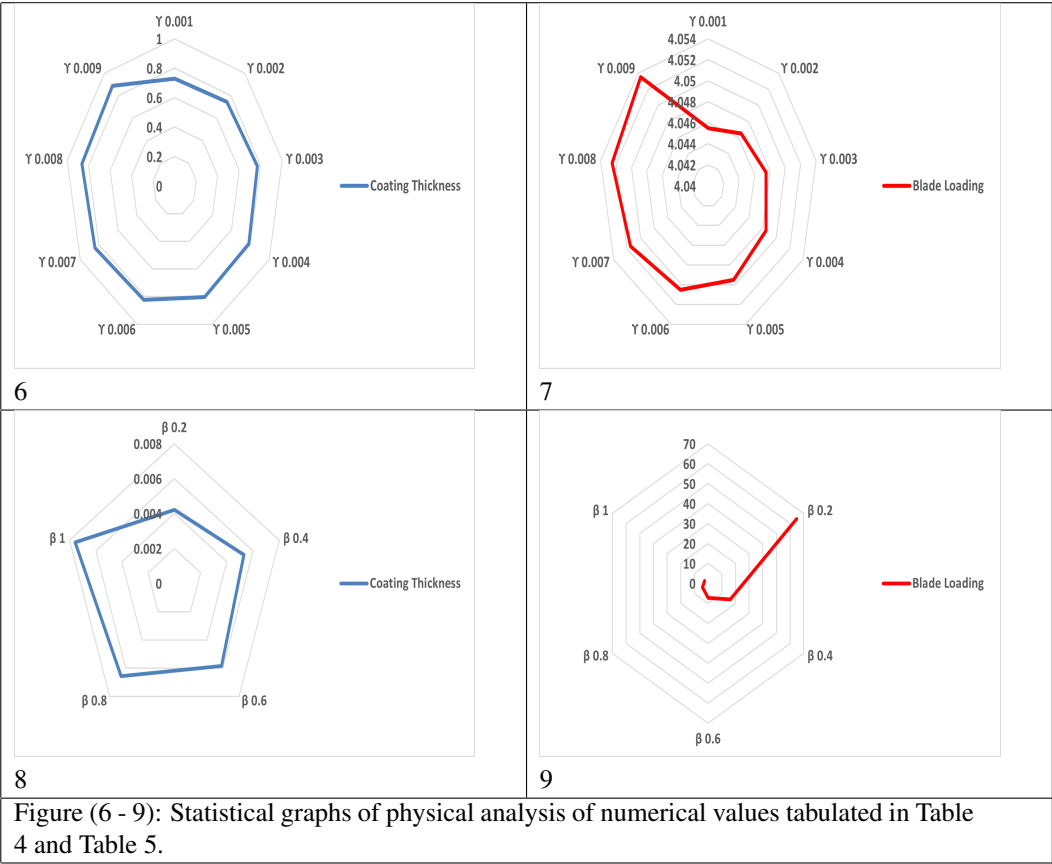 ϒ 0.001
1
ϒ 0.009
0.8
ϒ 0.002
0.6
0.4
ϒ 0.008
0.2
ϒ 0.003
0
Coating Thickness
ϒ 0.007
ϒ 0.004
ϒ 0.006
ϒ 0.005
6
ϒ 0.001
4.054
4.052
ϒ 0.009
ϒ 0.002
4.05
4.048
4.046
4.044
ϒ 0.008
ϒ 0.003
4.042
4.04
Blade Loading
ϒ 0.007
ϒ 0.004
ϒ 0.006
ϒ 0.005
7
β 0.2
0.008
0.006
0.004
β 1
β 0.4
0.002
0
Coating Thickness
β 0.8
β 0.6
8
70
60
50
β 1
β 0.2
40
30
20
10
0
Blade Loading
β 0.8
β 0.4
β 0.6
9
Figure (6 - 9): Statistical graphs of physical analysis of numerical values tabulated in Table
4 and Table 5.